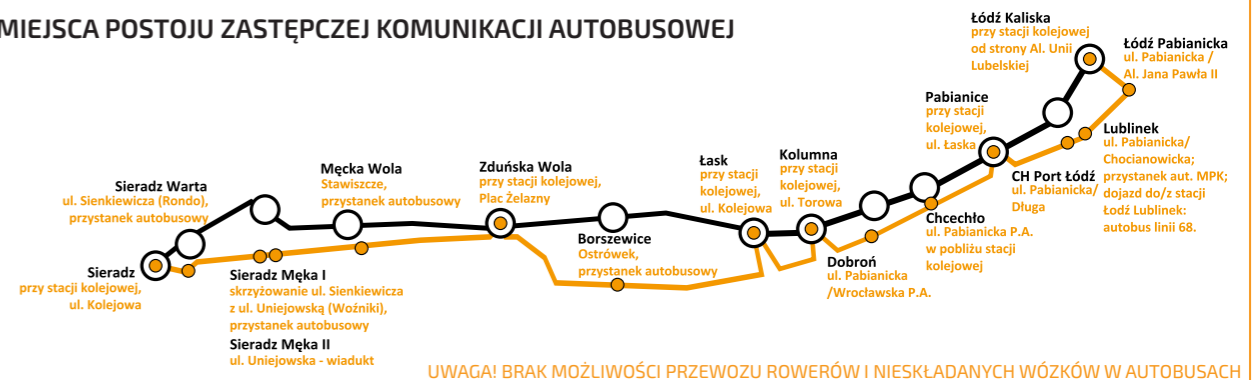 MIEJSCA POSTOJU ZASTĘPCZEJ KOMUNIKACJI AUTOBUSOWEJ
Sieradz
przy stacji kolejowej,
ul. Kolejowa
Sieradz Warta
ul. Sienkiewicza (Rondo),
przystanek autobusowy
Sieradz Męka I
skrzyżowanie ul. Sienkiewicza
z ul. Uniejowską (Woźniki),
przystanek autobusowy
Sieradz Męka II
ul. Uniejowska - wiadukt
Męcka Wola
Stawiszcze,
przystanek autobusowy
Zduńska Wola
przy stacji kolejowej,
Plac Żelazny
Borszewice
Ostrówek,
przystanek autobusowy
Łask
przy stacji
kolejowej,
ul. Kolejowa
Kolumna
przy stacji
kolejowej,
ul. Torowa
Dobroń
ul. Pabianicka
/Wrocławska P.A.
Chcechło
ul. Pabianicka P.A.
w pobliżu stacji
kolejowej
Pabianice
przy stacji
kolejowej,
ul. Łaska
CH Port Łódź
ul. Pabianicka/
Długa
Lublinek
ul. Pabianicka/
Chocianowicka;
przystanek aut. MPK;
dojazd do/z stacji
Łodź Lublinek:
autobus linii 68.
Łódź Pabianicka
ul. Pabianicka /
Al. Jana Pawła II
Łódź Kaliska
przy stacji kolejowej
od strony Al. Unii
Lubelskiej
UWAGA! BRAK MOŻLIWOŚCI PRZEWOZU ROWERÓW I NIESKŁADANYCH WÓZKÓW W AUTOBUSACH